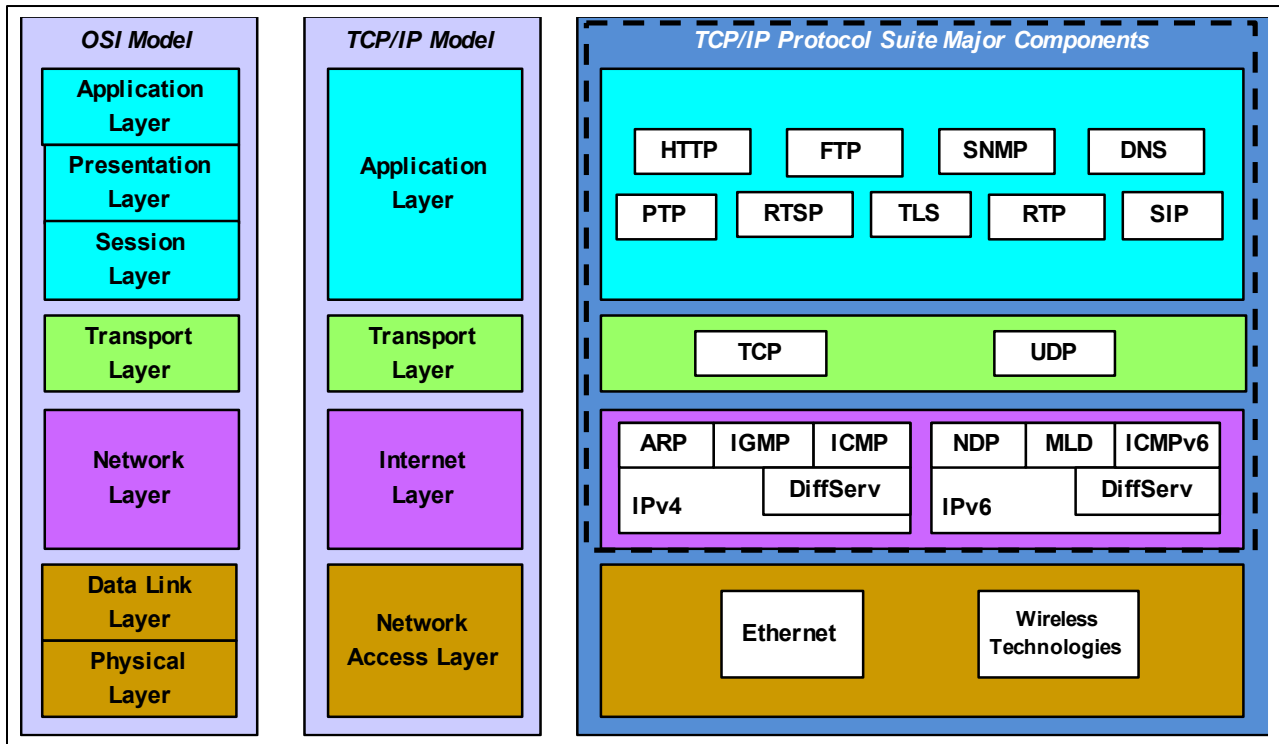 OSI Model
Application
Layer
Presentation
Layer
Session
Layer
Transport
Layer
Network
Layer
Data Link
Layer
Physical
Layer
TCP/IP Model
Application
Layer
Transport
Layer
Internet
Layer
Network
Access Layer
TCP/IP Protocol Suite Major Components
HTTP FTP SNMP DNS
PTP RTSP TLS RTP SIP
TCP UDP
ARP IGMP ICMP NDP MLD ICMPv6
DiffServ DiffServ
IPv4 IPv6
Ethernet
Wireless
Technologies